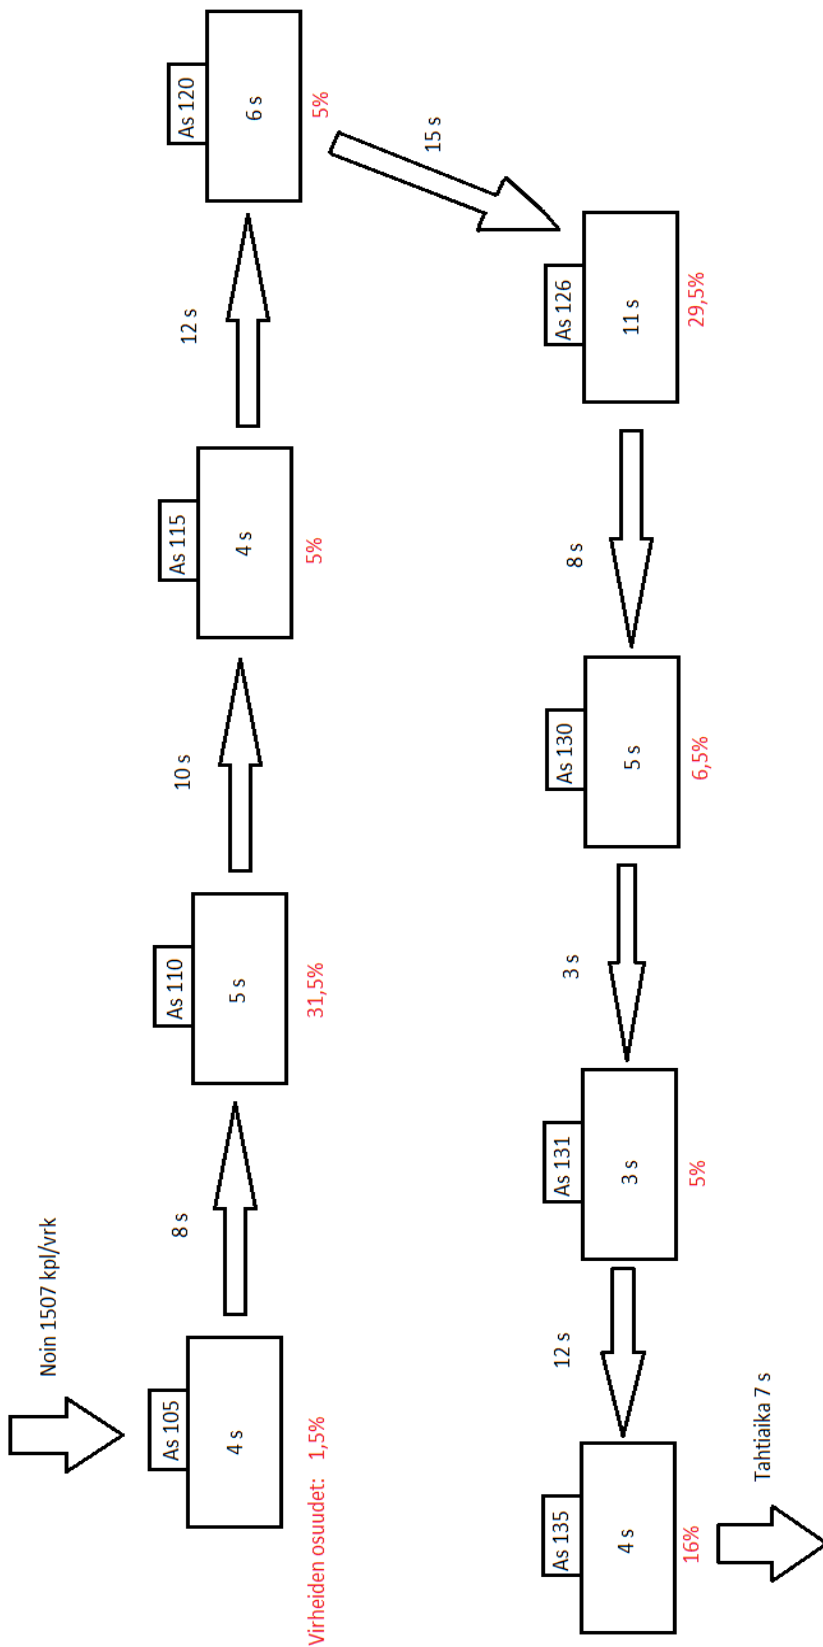 Noin 1507 kpl/vrk
As 105
4 s
Virheiden osuudet: 1,5%
8 s
As 110
5 s
31,5%
10 s
As 115
4 s
5%
12 s
As 120
6 s
5%
15 s
As 126
11 s
29,5%
8 s
As 130
5 s
6,5%
3 s
As 131
3 s
5%
12 s
As 135
4 s
16%
Tahtiaika 7 s